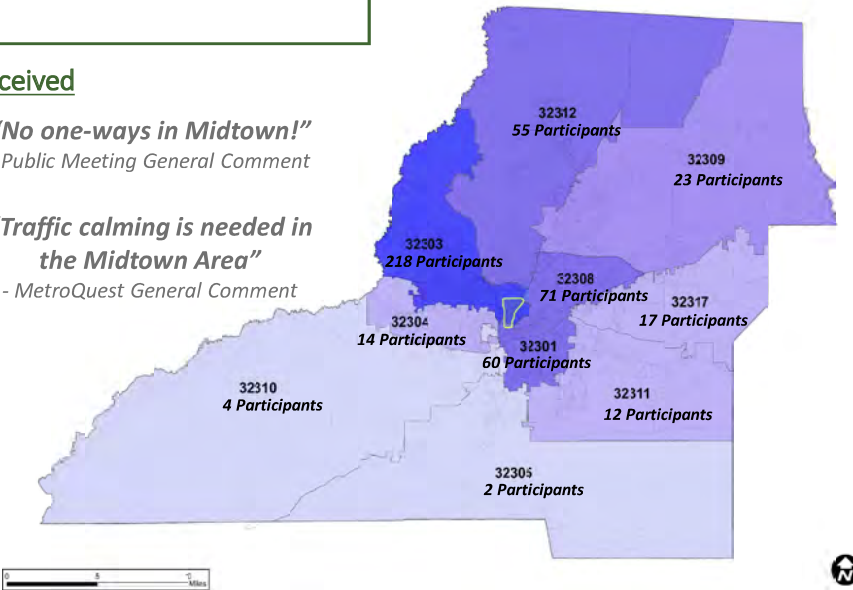 ceived
“No one-ways in Midtown!”
Public Meeting General Comment
“Traffic calming is needed in
the Midtown Area”
- MetroQuest General Comment
32312
55 Participants
32309
23 Participants
32303
218 Participants
32308
71 Participants
32317
17 Participants
32304
14 Participants
32301
60 Participants
32310
4 Participants
32311
12 Participants
32305
2 Participants
0
Miles
N